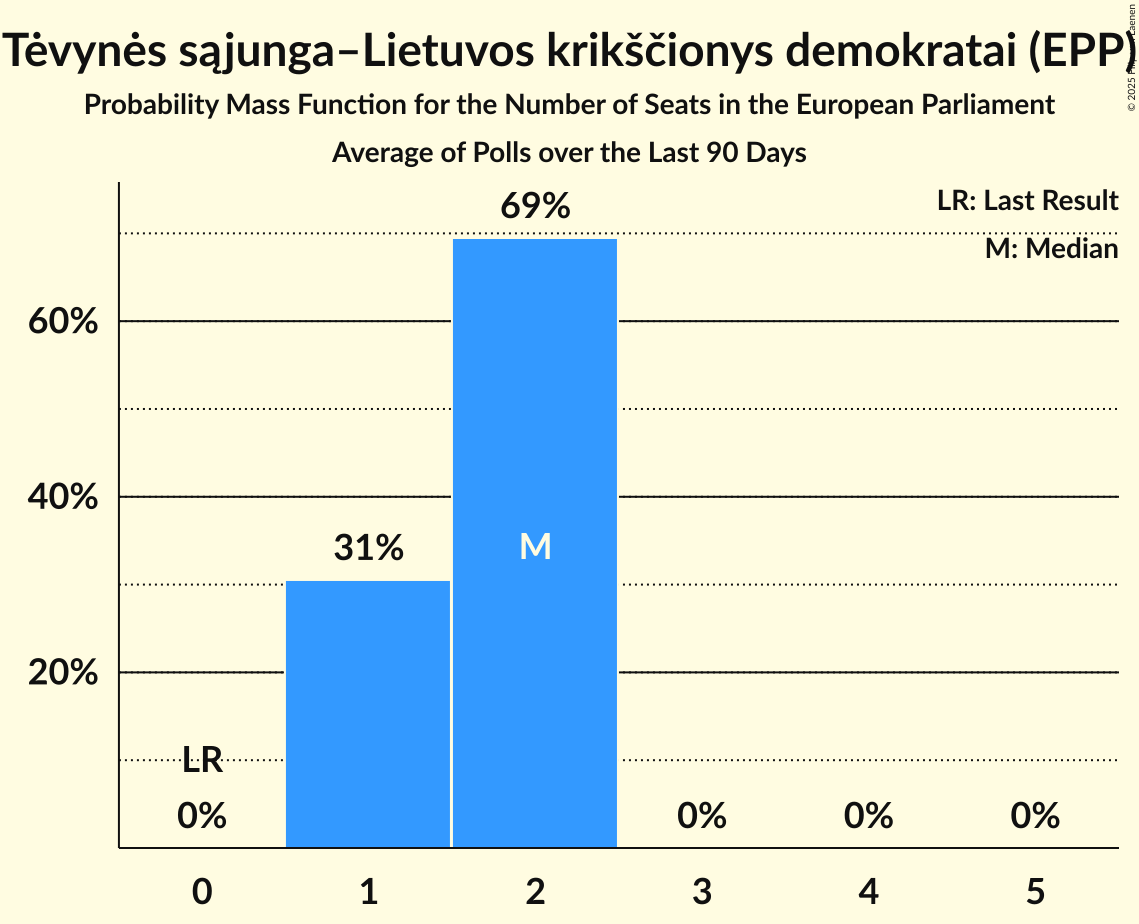 Tėvynės sąjunga–Lietuvos krikščionys demokratai (EPP)
© 2025 Laenen
Probability Mass Function for the Number of Seats in the European Parliament
Average of Polls over the Last 90 Days
LR: Last Result
M: Median
69%
60%
40%
31%
M
20%
LR
0%
0%
0%
0%
0
1
2
3
4
5